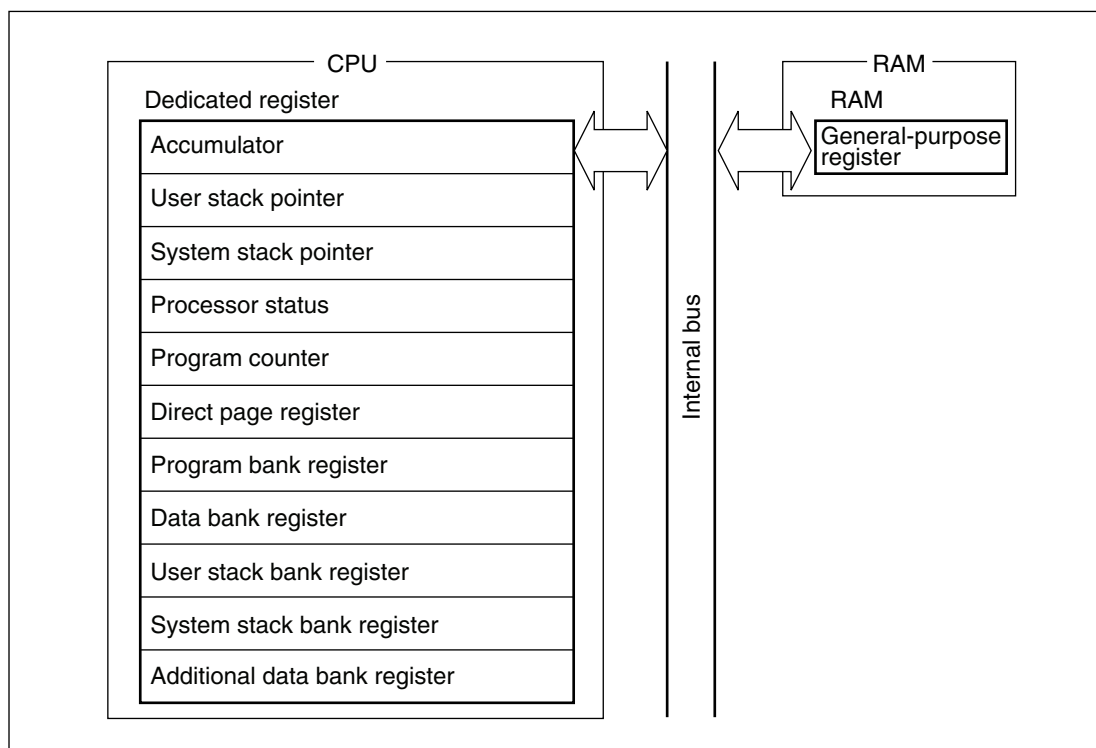 CPU
Dedicated register
Accumulator
User stack pointer
System stack pointer
Processor status
Program counter
Direct page register
Program bank register
Data bank register
User stack bank register
System stack bank register
Additional data bank register
Internal bus
RAM
RAM
General-purpose
register